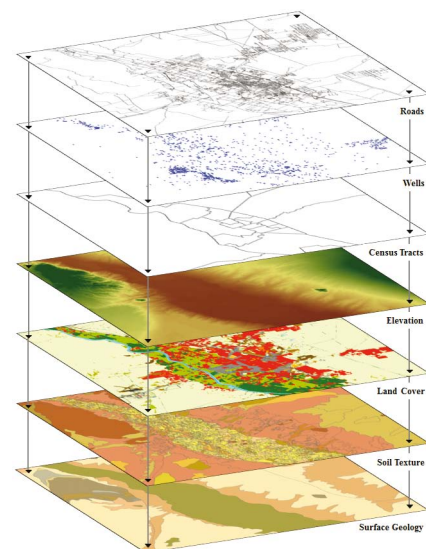 Roads
Wells
Census Tracts
Elevation
Land Cover
Soil Texture
Surface Geology